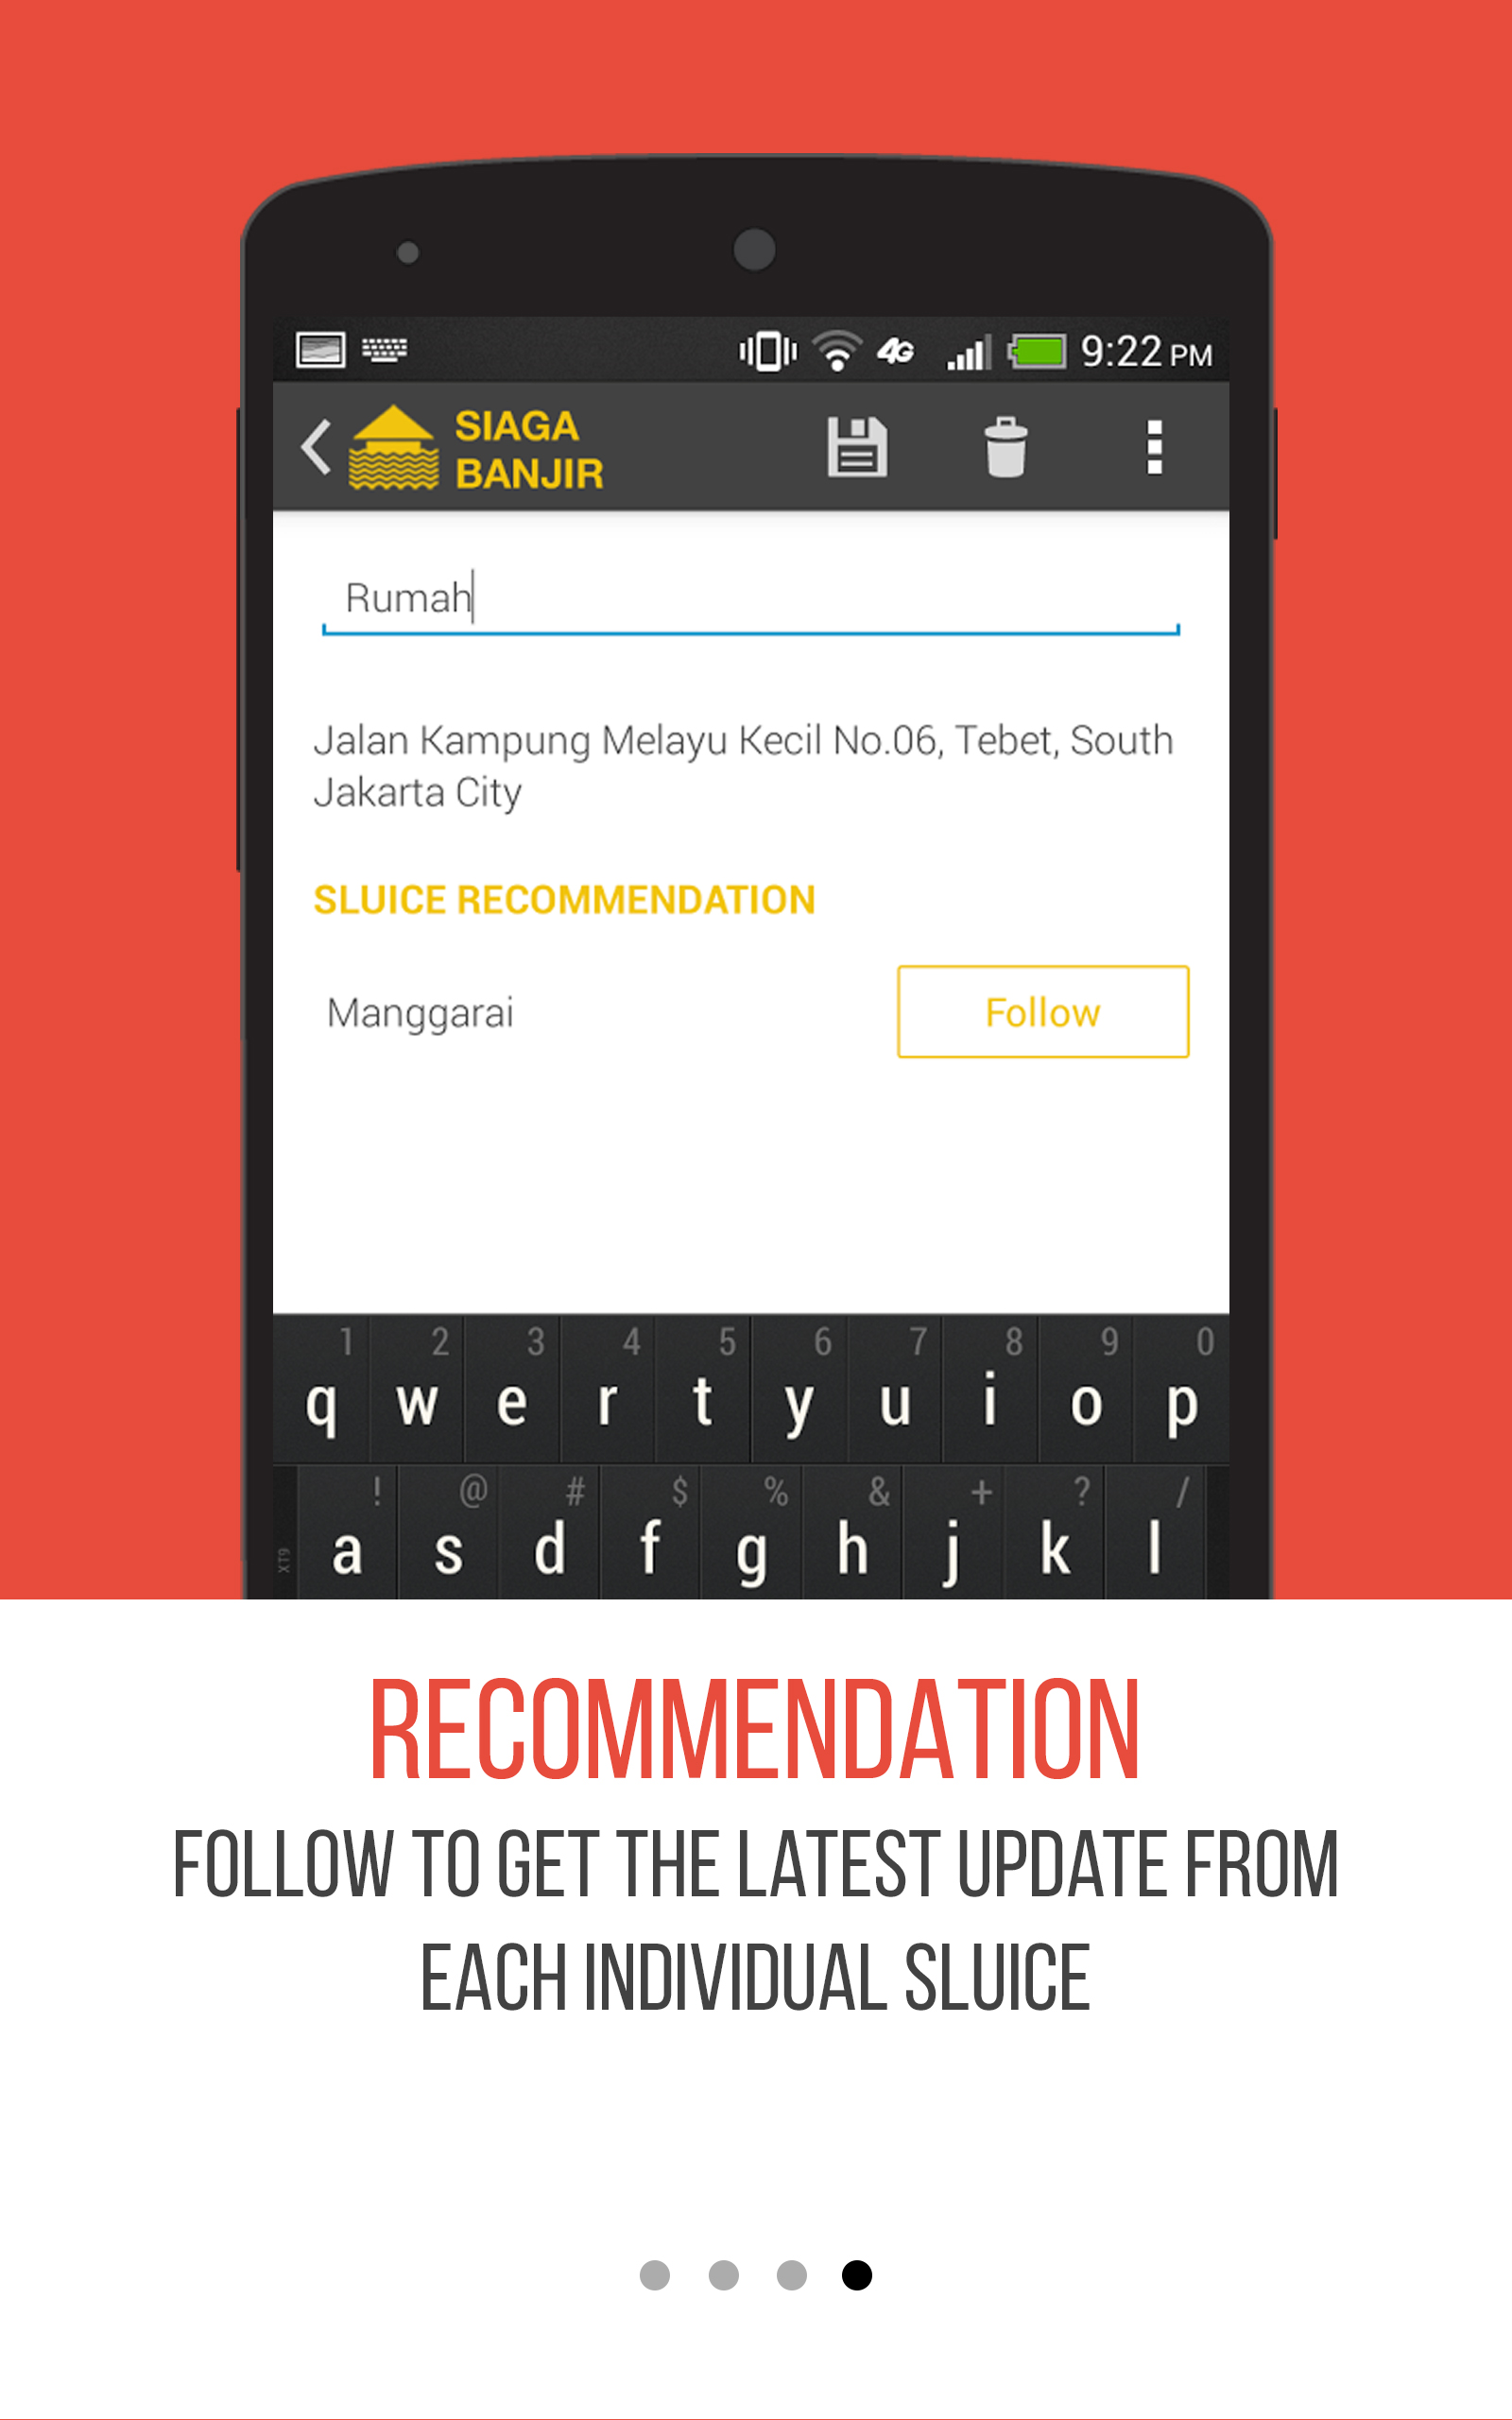 4G 9:22 PM
SIAGA
BANJIR
Rumah
Jalan Kampung Melayu Kecil No.06, Tebet, South
Jakarta City
SLUICE RECOMMENDATION
Manggarai Follow
1 2 3 4 5 6 7 8 9 0
q w e r t y u i o p
! @ # $ % & + ? /
XT9 a s d f g h j k l
RECOMMENDATION
FOLLOW TO GET THE LATEST UPDATE FROM
EACH INDIVIDUAL SLUICE